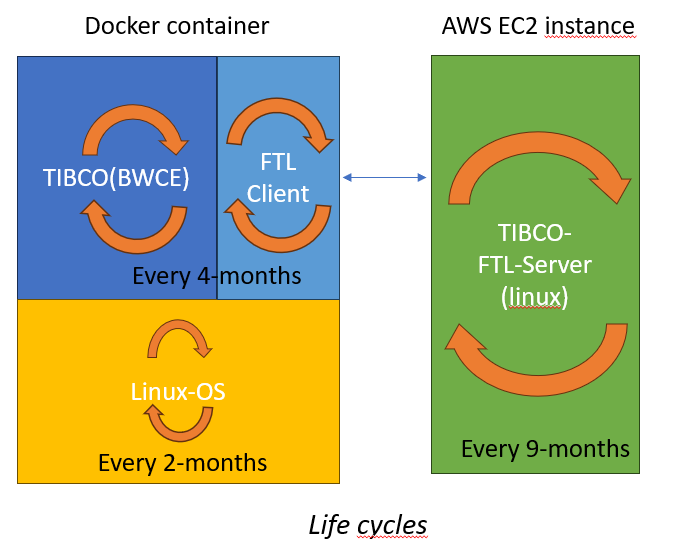 Docker container
AWS EC2 instance
TIBCO(BWCE)
FTL
Client
Every 4-months
Linux-OS
Every 2-months
TIBCO-
FTL-Server
(linux)
Every 9-months
Life cycles